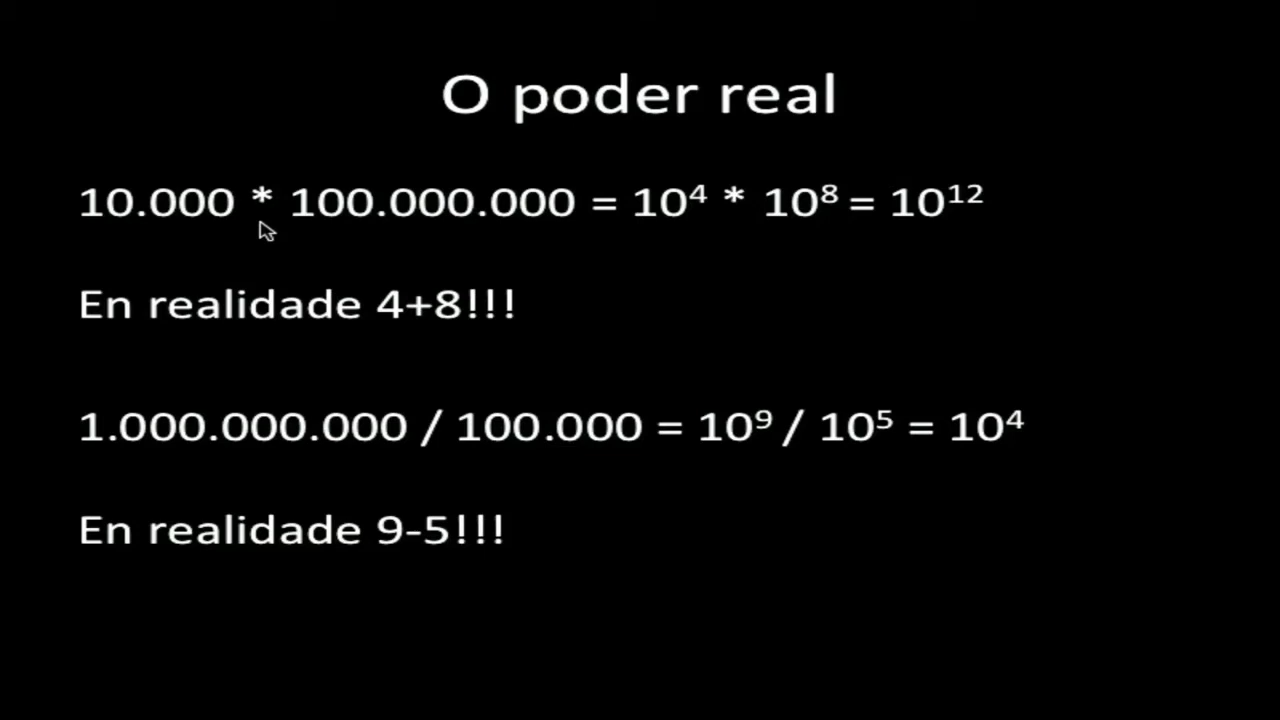 O poder real
10.000 * 100.000.000 = 10⁴ * 10⁸ = 10¹²
En realidade 4+8!!!
1.000.000.000 / 100.000 = 10⁹ / 10⁵ = 10⁴
En realidade 9-5!!!